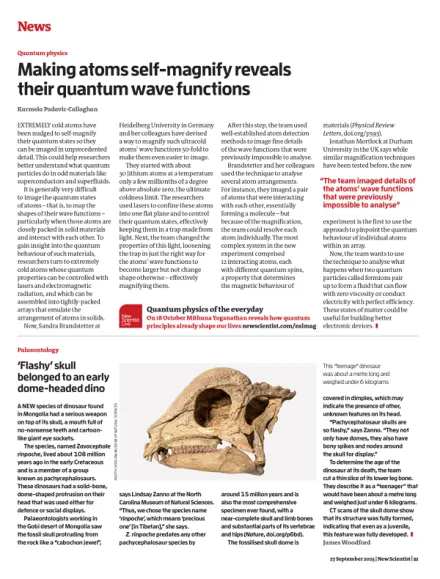 News
Quantum physics
Making atoms self-magnify reveals
their quantum wave functions
Karmela Padavic-Callaghan
EXTREMELY cold atoms have
been nudged to self-magnify
their quantum states so they
can be imaged in unprecedented
detail. This could help researchers
better understand what quantum
particles do in odd materials like
superconductors and superfluids.
It is generally very difficult
to image the quantum states
of atoms – that is, to map the
shapes of their wave functions –
particularly when those atoms are
closely packed in solid materials
and interact with each other. To
gain insight into the quantum
behaviour of such materials,
researchers turn to extremely
cold atoms whose quantum
properties can be controlled with
lasers and electromagnetic
radiation, and which can be
assembled into tightly-packed
arrays that emulate the
arrangement of atoms in solids.
Now, Sandra Brandstetter at
Heidelberg University in Germany
and her colleagues have devised
a way to magnify such ultracold
atoms' wave functions 50-fold to
make them even easier to image.
They started with about
30 lithium atoms at a temperature
only a few millionths of a degree
above absolute zero, the ultimate
coldness limit. The researchers
used lasers to confine these atoms
into one flat plane and to control
their quantum states, effectively
keeping them in a trap made from
light. Next, the team changed the
properties of this light, loosening
the trap in just the right way for
the atoms' wave functions to
become larger but not change
shape otherwise – effectively
magnifying them.
After this step, the team used
well-established atom detection
methods to image fine details
of the wave functions that were
previously impossible to analyse.
Brandstetter and her colleagues
used the technique to analyse
several atom arrangements.
For instance, they imaged a pair
of atoms that were interacting
with each other, essentially
forming a molecule – but
because of the magnification,
the team could resolve each
atom individually. The most
complex system in the new
experiment comprised
12 interacting atoms, each
with different quantum spins,
a property that determines
the magnetic behaviour of
materials (Physical Review
Letters, doi.org/p593).
Jonathan Mortlock at Durham
University in the UK says while
similar magnification techniques
have been tested before, the new
"The team imaged details of
the atoms' wave functions
that were previously
impossible to analyse"
experiment is the first to use the
approach to pinpoint the quantum
behaviour of individual atoms
within an array.
Now, the team wants to use
the technique to analyse what
happens when two quantum
particles called fermions pair
up to form a fluid that can flow
with zero viscosity or conduct
electricity with perfect efficiency.
These states of matter could be
useful for building better
electronic devices.
New
Scientist
Live
Quantum physics of the everyday
On 18 October Mithuna Yoganathan reveals how quantum
principles already shape our lives newscientist.com/nslmag
Palaeontology
'Flashy' skull
belonged to an early
dome-headed dino
A NEW species of dinosaur found
in Mongolia had a serious weapon
on top of its skull, a mouth full of
no-nonsense teeth and cartoon-
like giant eye sockets.
The species, named Zavacephale
rinpoche, lived about 108 million
years ago in the early Cretaceous
and is a member of a group
known as pachycephalosaurs.
These dinosaurs had a solid-bone,
dome-shaped protrusion on their
head that was used either for
defence or social displays.
Palaeontologists working in
the Gobi desert of Mongolia saw
the fossil skull protruding from
the rock like a "cabochon jewel",
says Lindsay Zanno at the North
Carolina Museum of Natural Sciences.
"Thus, we chose the species name
'rinpoche', which means 'precious
one' [in Tibetan]," she says.
Z. rinpoche predates any other
pachycephalosaur species by
around 15 million years and is
also the most comprehensive
specimen ever found, with a
near-complete skull and limb bones
and substantial parts of its vertebrae
and hips (Nature, doi.org/p6bd).
The fossilised skull dome is
This "teenage" dinosaur
was about a metre long and
weighed under 6 kilograms
covered in dimples, which may
indicate the presence of other,
unknown features on its head.
"Pachycephalosaur skulls are
so flashy," says Zanno. "They not
only have domes, they also have
bony spikes and nodes around
the skull for display."
To determine the age of the
dinosaur at its death, the team
cut a thin slice of its lower leg bone.
They describe it as a "teenager" that
would have been about a metre long
and weighed just under 6 kilograms.
CT scans of the skull dome show
that its structure was fully formed,
indicating that even as a juvenile,
this feature was fully developed.
James Woodford
27 September 2025 | New Scientist | 11